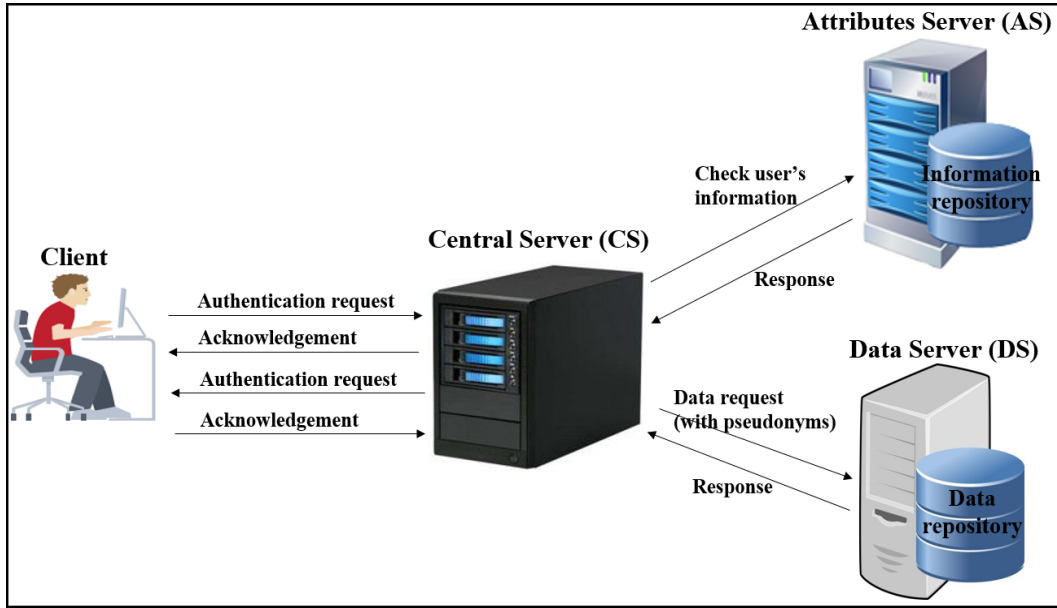 Attributes Server (AS)
Information
repository
Check user's
information
Response
Central Server (CS)
Client
Authentication request
Acknowledgement
Authentication request
Acknowledgement
Data Server (DS)
Data request
(with pseudonyms)
Response
Data
repository